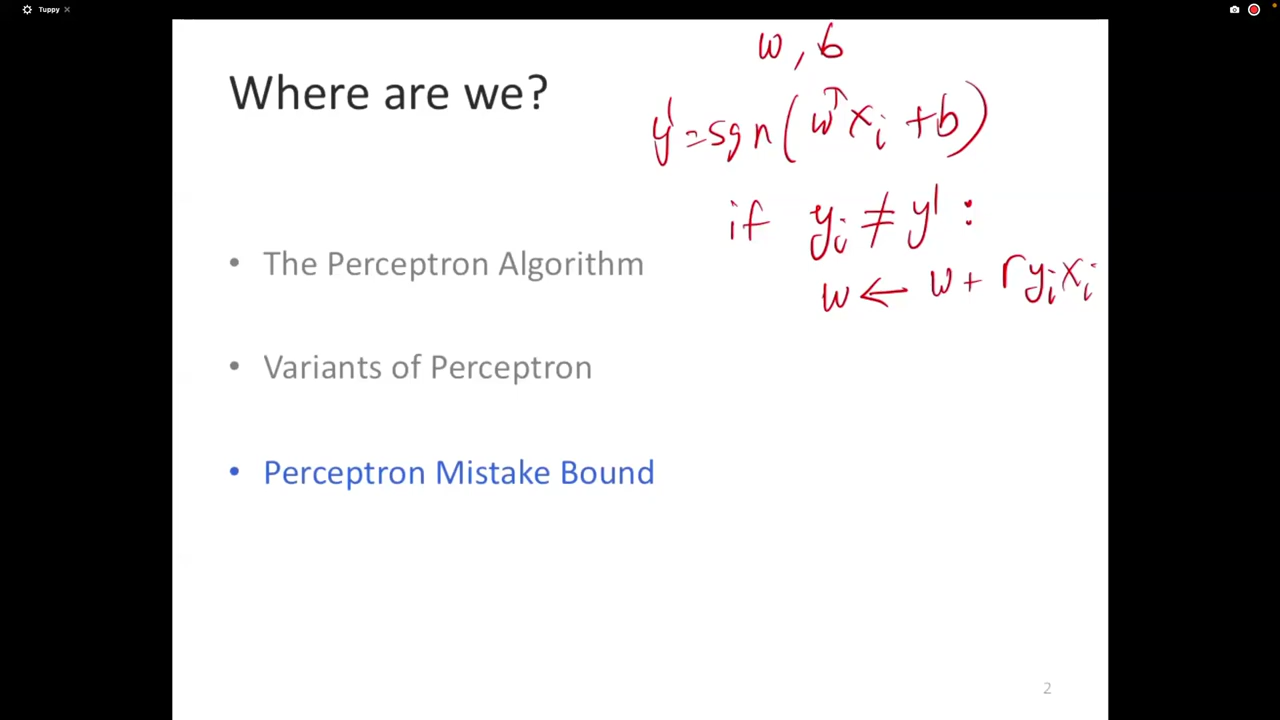 Tuppy
w, b
Where are we?
y' = sgn(wᵀxᵢ + b)
if yᵢ ≠ y' :
• The Perceptron Algorithm
w ← w + r yᵢ xᵢ
• Variants of Perceptron
• Perceptron Mistake Bound
2